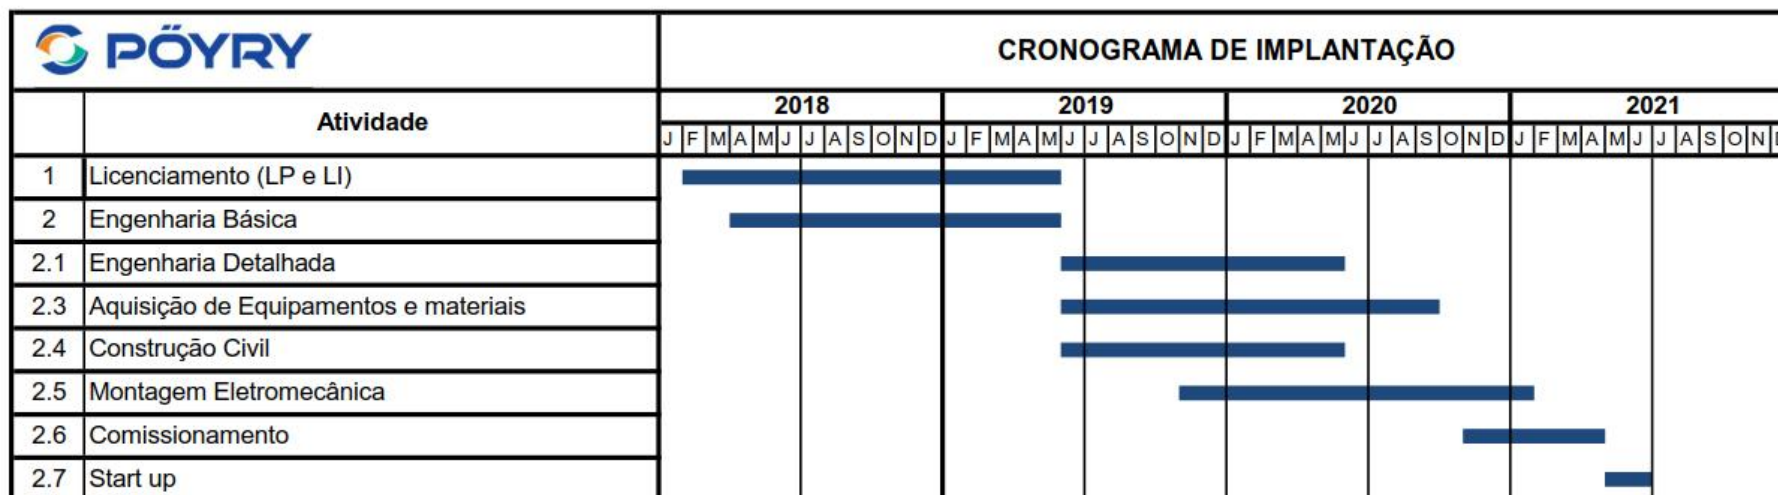 PÖYRY
CRONOGRAMA DE IMPLANTAÇÃO
Atividade
2018 2019 2020 2021
J F M A M J J A S O N D J F M A M J J A S O N D J F M A M J J A S O N D J F M A M J J A S O N D
1 Licenciamento (LP e LI)
2 Engenharia Básica
2.1 Engenharia Detalhada
2.3 Aquisição de Equipamentos e materiais
2.4 Construção Civil
2.5 Montagem Eletromecânica
2.6 Comissionamento
2.7 Start up